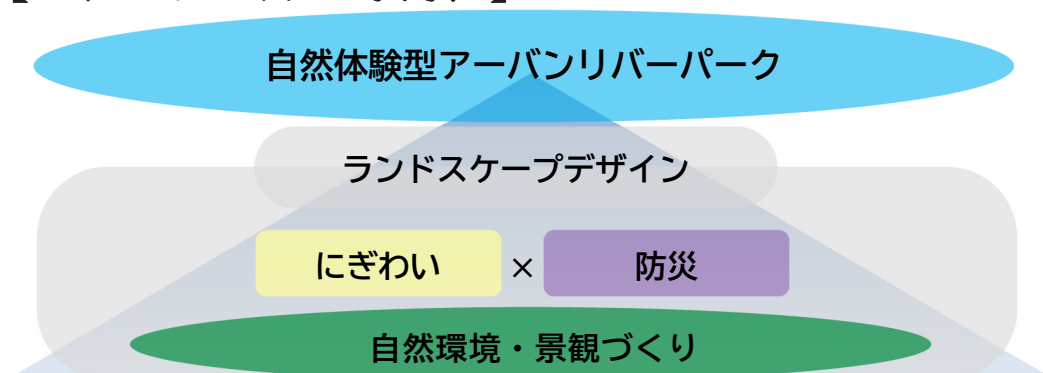 自然体験型アーバンリバーパーク
ランドスケープデザイン
にぎわい × 防災
自然環境・景観づくり